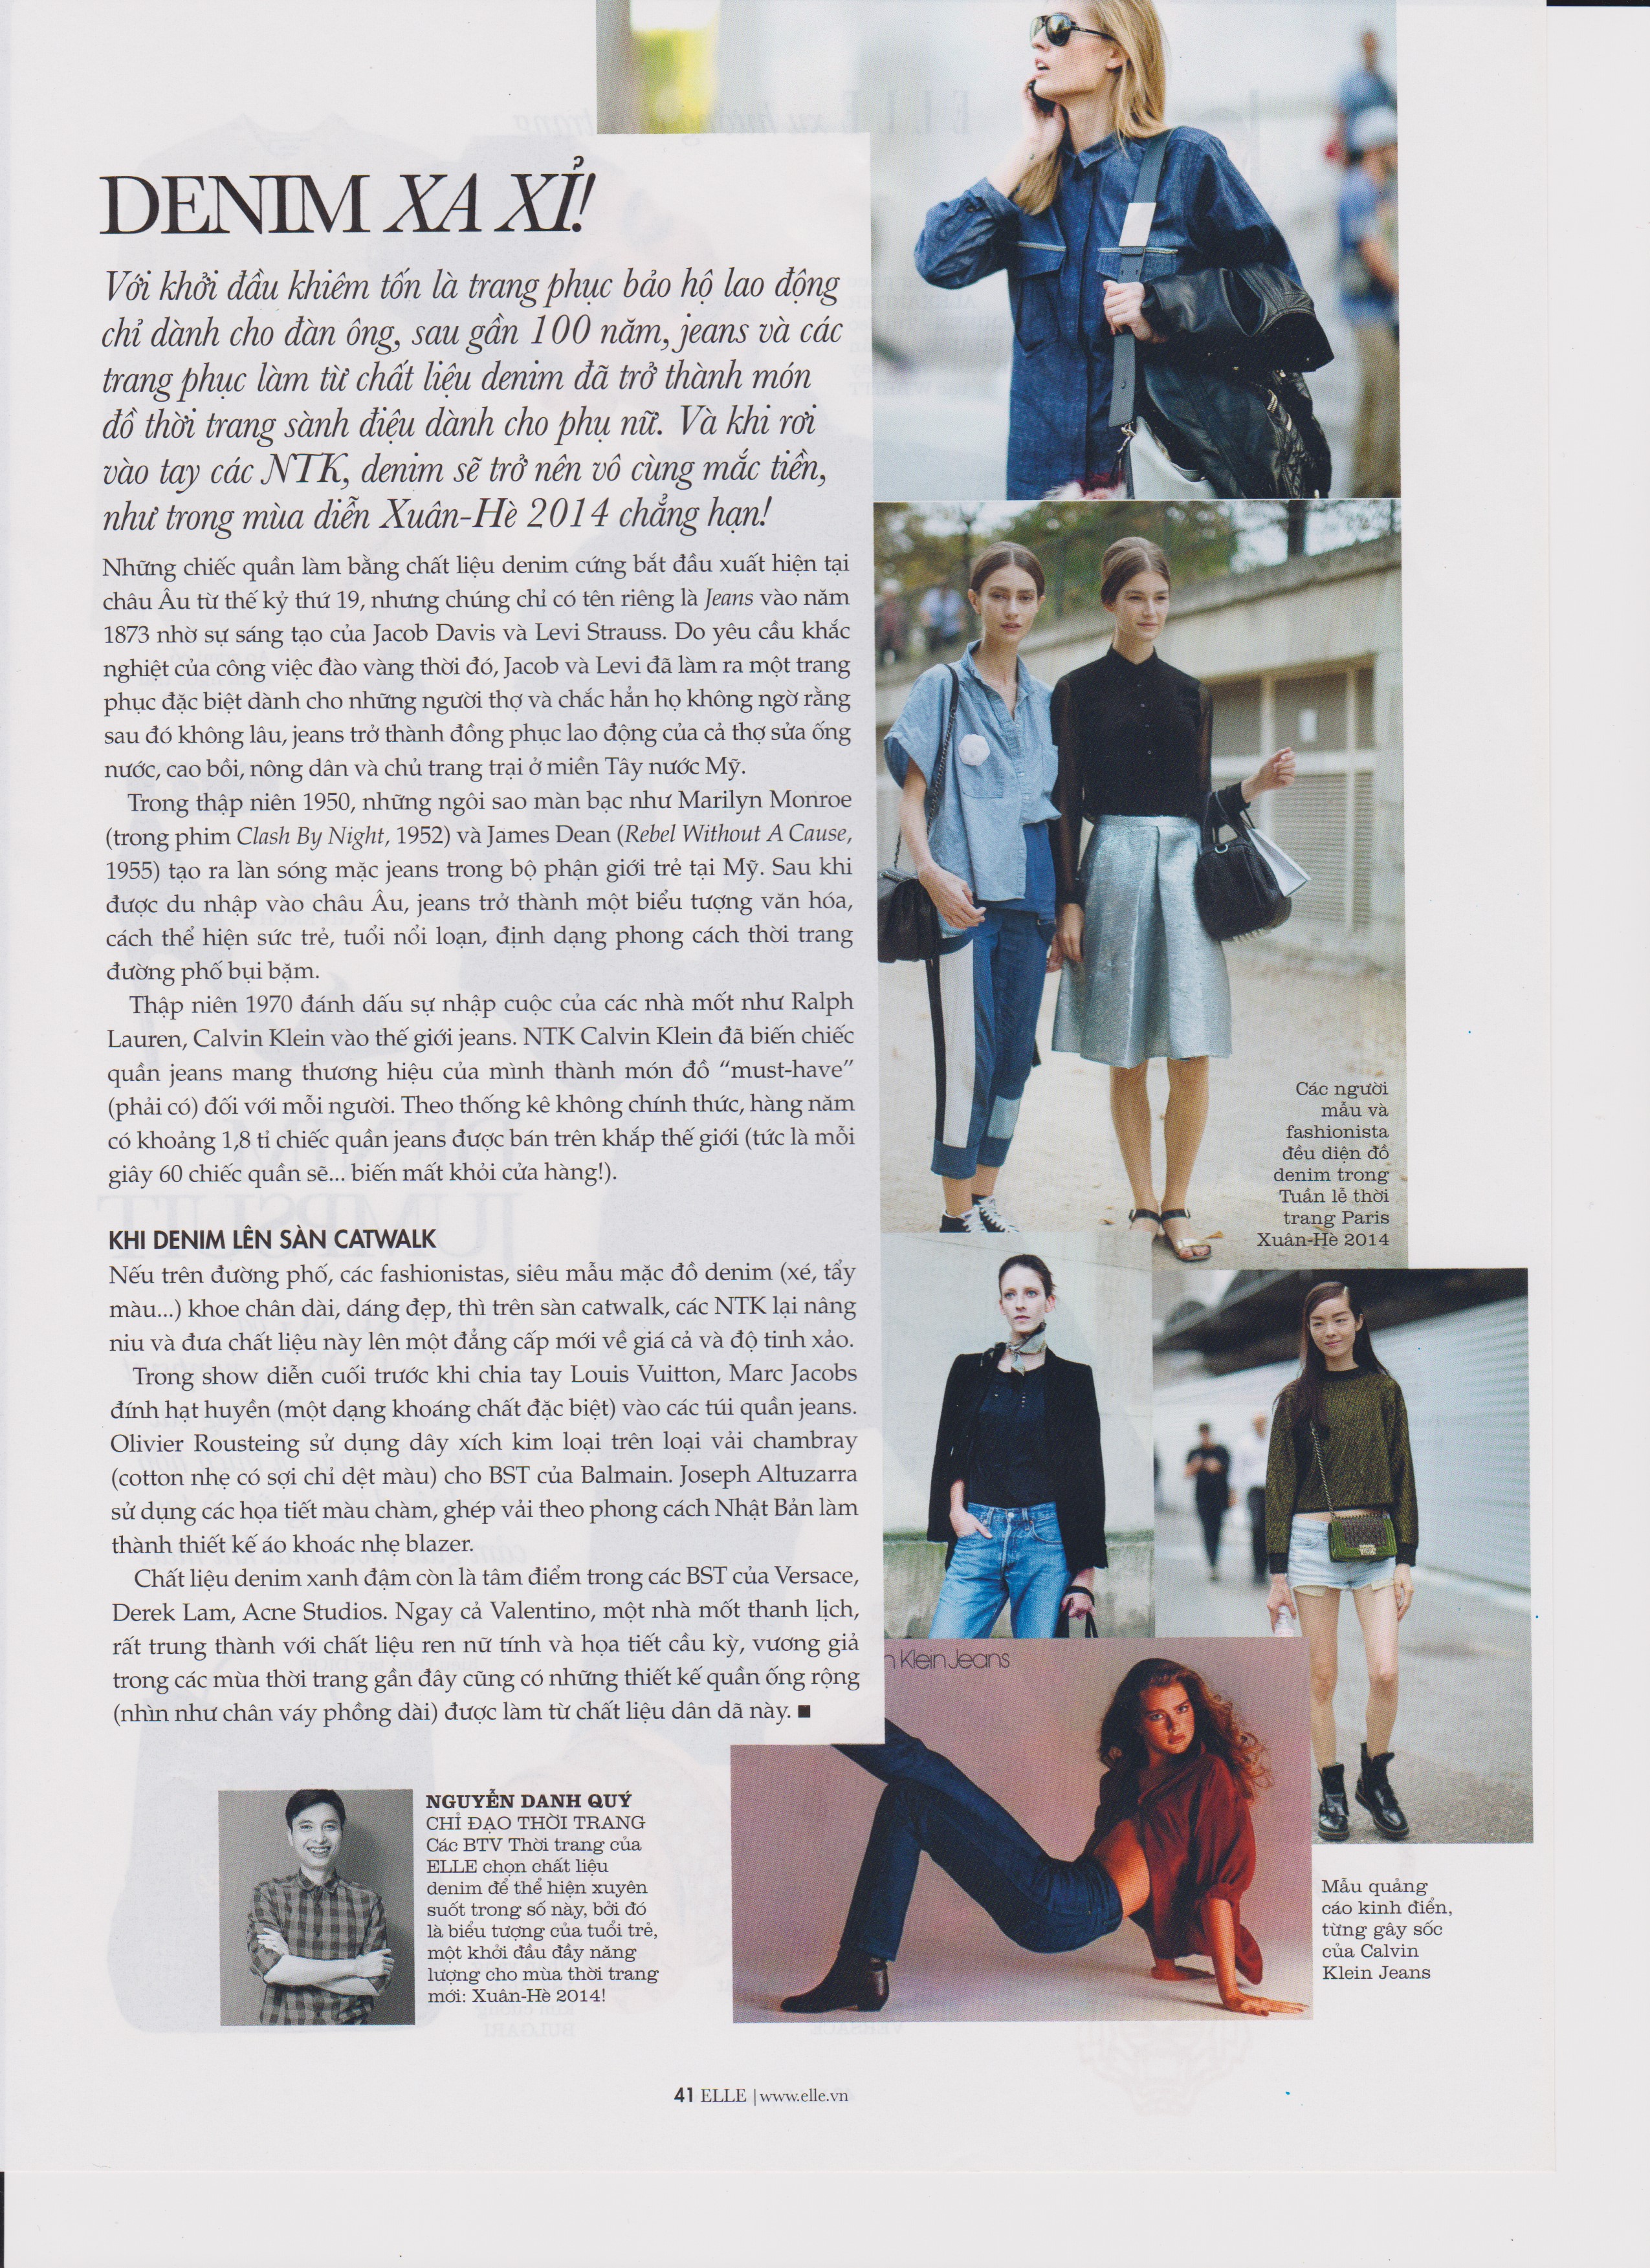 DENIM XA XỈ!
Với khởi đầu khiêm tốn là trang phục bảo hộ lao động
chỉ dành cho đàn ông, sau gần 100 năm, jeans và các
trang phục làm từ chất liệu denim đã trở thành món
đồ thời trang sành điệu dành cho phụ nữ. Và khi rơi
vào tay các NTK, denim sẽ trở nên vô cùng mắc tiền,
như trong mùa diễn Xuân-Hè 2014 chẳng hạn!
Những chiếc quần làm bằng chất liệu denim cứng bắt đầu xuất hiện tại
châu Âu từ thế kỷ thứ 19, nhưng chúng chỉ có tên riêng là Jeans vào năm
1873 nhờ sự sáng tạo của Jacob Davis và Levi Strauss. Do yêu cầu khắc
nghiệt của công việc đào vàng thời đó, Jacob và Levi đã làm ra một trang
phục đặc biệt dành cho những người thợ và chắc hẳn họ không ngờ rằng
sau đó không lâu, jeans trở thành đồng phục lao động của cả thợ sửa ống
nước, cao bồi, nông dân và chủ trang trại ở miền Tây nước Mỹ.
Trong thập niên 1950, những ngôi sao màn bạc như Marilyn Monroe
(trong phim Clash By Night, 1952) và James Dean (Rebel Without A Cause,
1955) tạo ra làn sóng mặc jeans trong bộ phận giới trẻ tại Mỹ. Sau khi
được du nhập vào châu Âu, jeans trở thành một biểu tượng văn hóa,
cách thể hiện sức trẻ, tuổi nổi loạn, định dạng phong cách thời trang
đường phố bụi bặm.
Thập niên 1970 đánh dấu sự nhập cuộc của các nhà mốt như Ralph
Lauren, Calvin Klein vào thế giới jeans. NTK Calvin Klein đã biến chiếc
quần jeans mang thương hiệu của mình thành món đồ “must-have”
(phải có) đối với mỗi người. Theo thống kê không chính thức, hàng năm
có khoảng 1,8 tỉ chiếc quần jeans được bán trên khắp thế giới (tức là mỗi
giây 60 chiếc quần sẽ... biến mất khỏi cửa hàng!).
KHI DENIM LÊN SÀN CATWALK
Nếu trên đường phố, các fashionistas, siêu mẫu mặc đồ denim (xé, tẩy
màu...) khoe chân dài, dáng đẹp, thì trên sàn catwalk, các NTK lại nâng
niu và đưa chất liệu này lên một đẳng cấp mới về giá cả và độ tinh xảo.
Trong show diễn cuối trước khi chia tay Louis Vuitton, Marc Jacobs
đính hạt huyền (một dạng khoáng chất đặc biệt) vào các túi quần jeans.
Olivier Rousteing sử dụng dây xích kim loại trên loại vải chambray
(cotton nhẹ có sợi chỉ dệt màu) cho BST của Balmain. Joseph Altuzarra
sử dụng các họa tiết màu chàm, ghép vải theo phong cách Nhật Bản làm
thành thiết kế áo khoác nhẹ blazer.
Chất liệu denim xanh đậm còn là tâm điểm trong các BST của Versace,
Derek Lam, Acne Studios. Ngay cả Valentino, một nhà mốt thanh lịch,
rất trung thành với chất liệu ren nữ tính và họa tiết cầu kỳ, vương giả
trong các mùa thời trang gần đây cũng có những thiết kế quần ống rộng
(nhìn như chân váy phồng dài) được làm từ chất liệu dân dã này. ■
Các người
mẫu và
fashionista
đều diện đồ
denim trong
Tuần lễ thời
trang Paris
Xuân-Hè 2014
n Klein Jeans
Mẫu quảng
cáo kinh điển,
từng gây sốc
của Calvin
Klein Jeans
NGUYỄN DANH QUÝ
CHỈ ĐẠO THỜI TRANG
Các BTV Thời trang của
ELLE chọn chất liệu
denim để thể hiện xuyên
suốt trong số này, bởi đó
là biểu tượng của tuổi trẻ,
một khởi đầu đầy năng
lượng cho mùa thời trang
mới: Xuân-Hè 2014!
41 ELLE | www.elle.vn